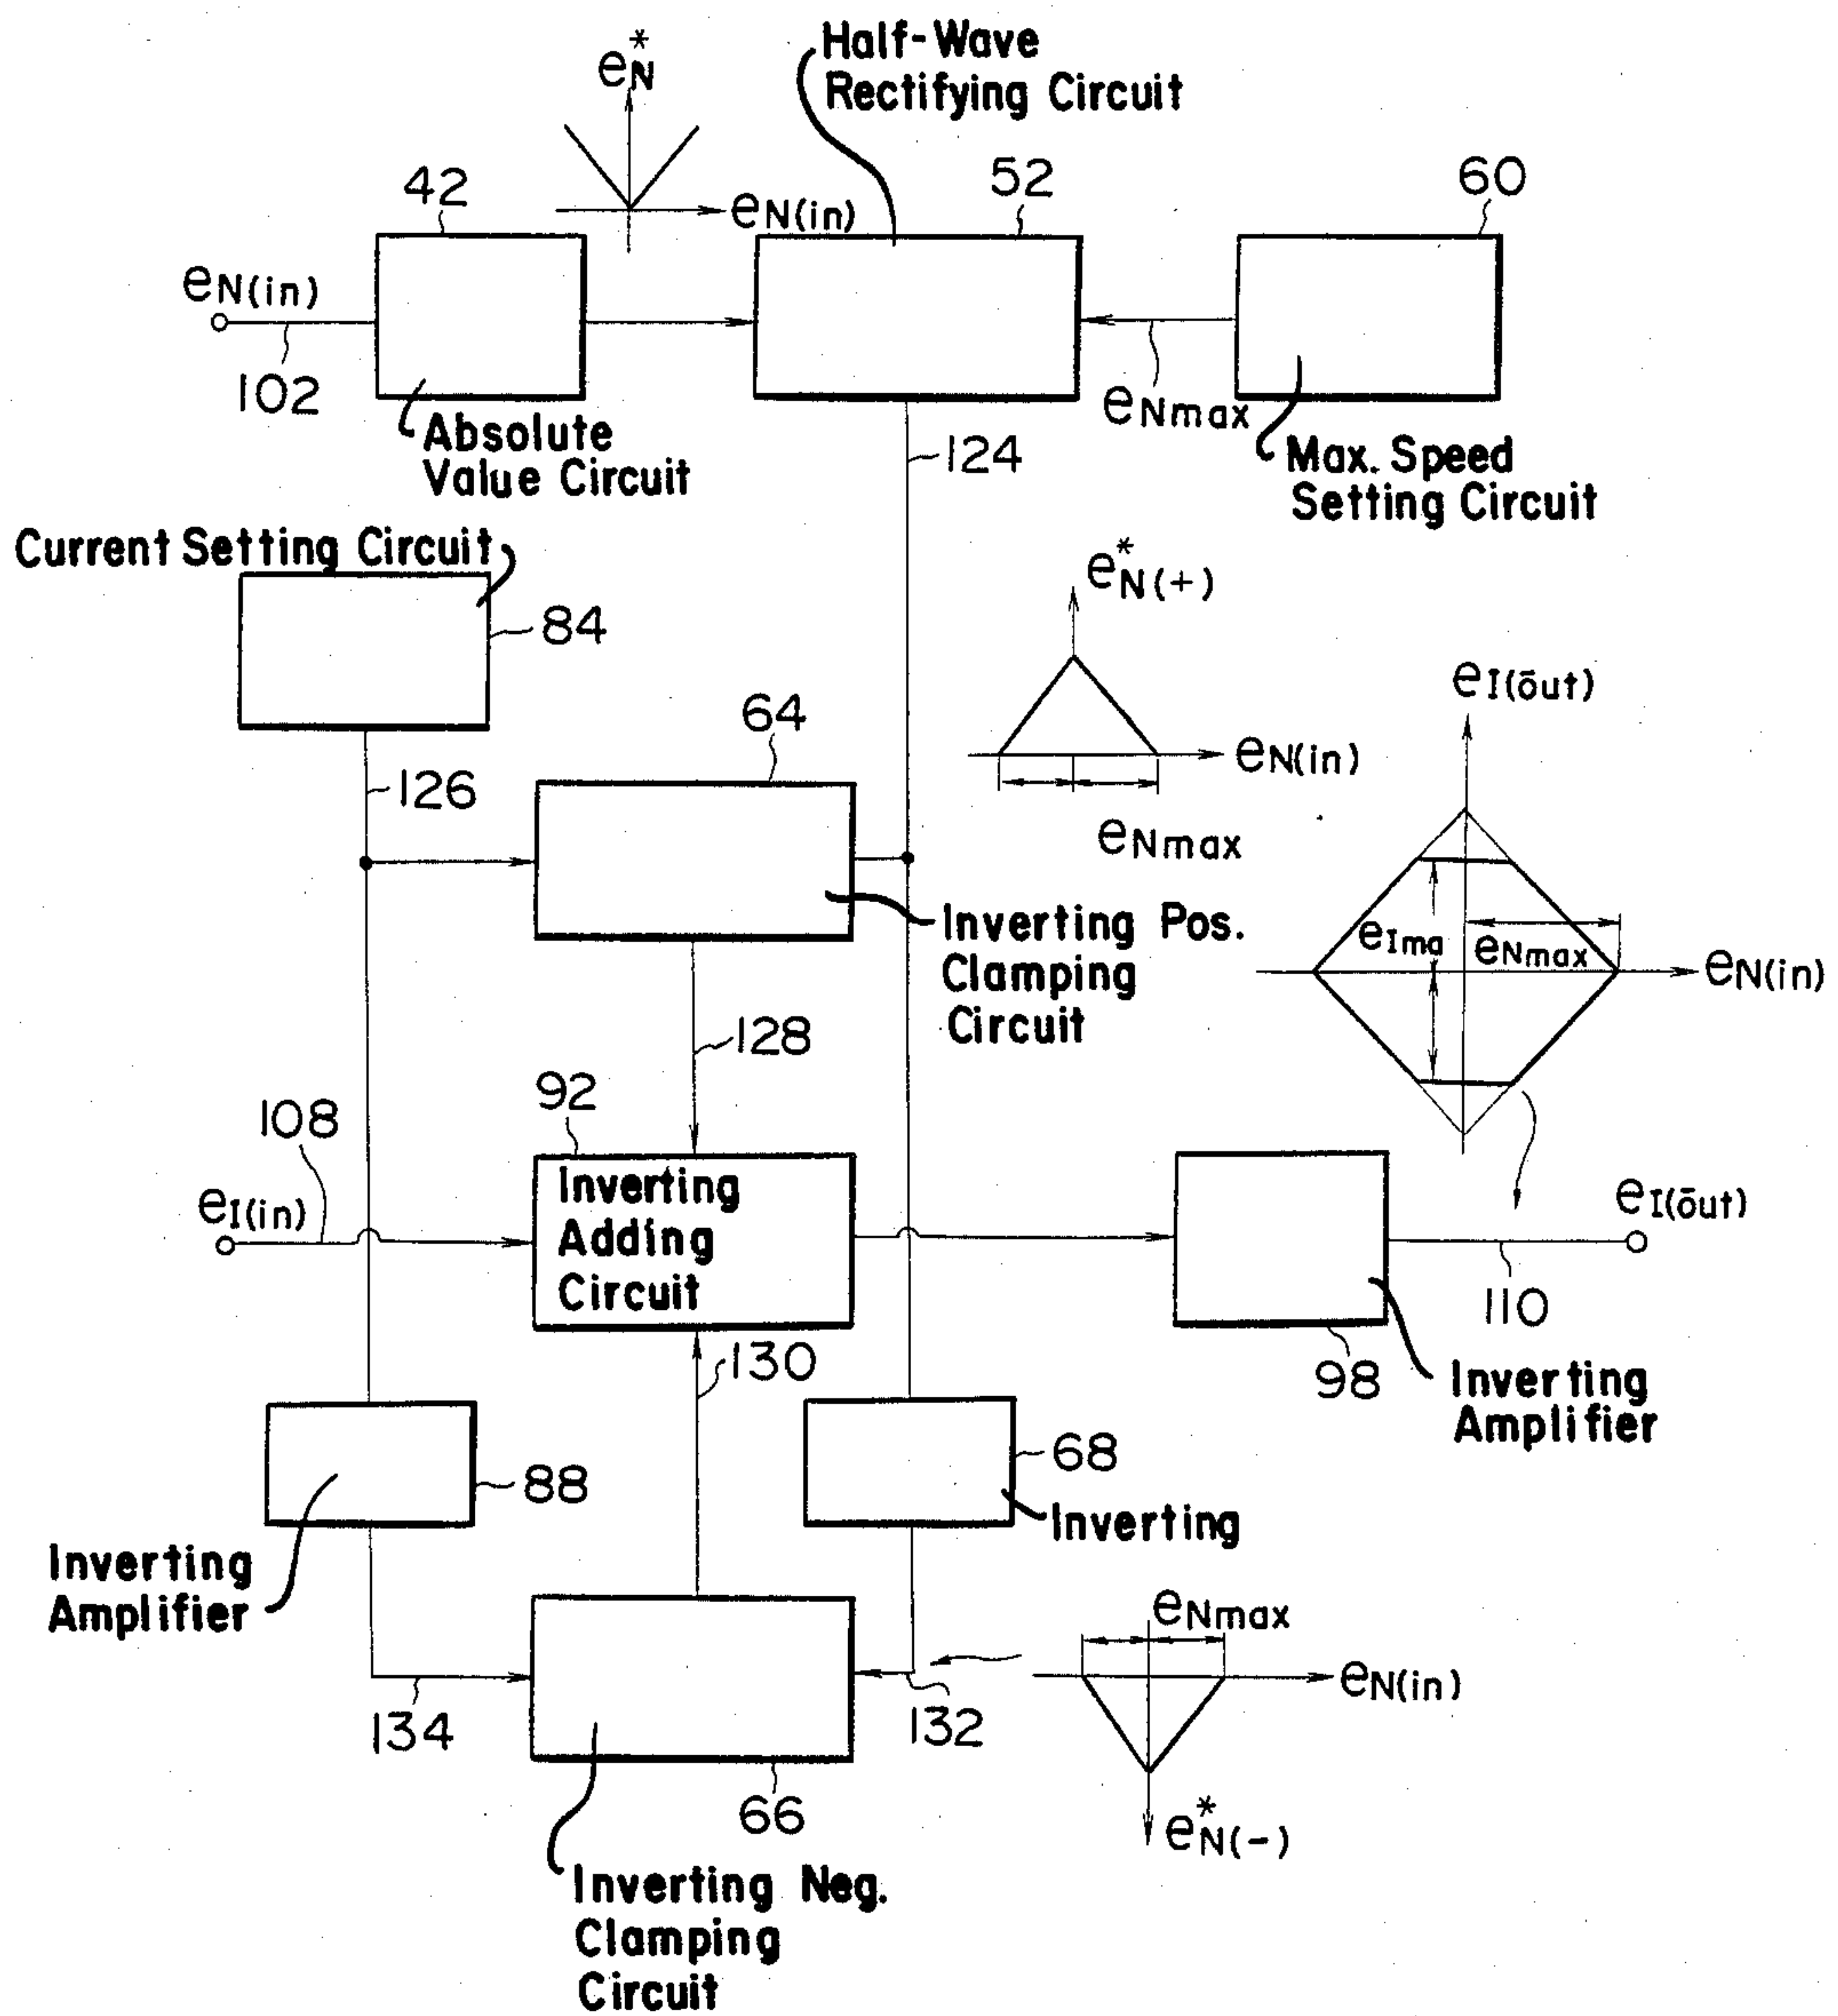 e*N
Half-Wave
Rectifying Circuit
42
eN(in)
52
60
eN(in)
102
Absolute
Value Circuit
eNmax
Max. Speed
Setting Circuit
124
Current Setting Circuit
84
e*N(+)
eN(in)
eNmax
64
126
Inverting Pos.
Clamping
Circuit
eI(out)
eIma
eNmax
eN(in)
128
108
92
eI(in)
Inverting
Adding
Circuit
eI(out)
110
98
Inverting
Amplifier
130
88
Inverting
Amplifier
68
Inverting
eNmax
eN(in)
e*N(-)
134
132
66
Inverting Neg.
Clamping
Circuit